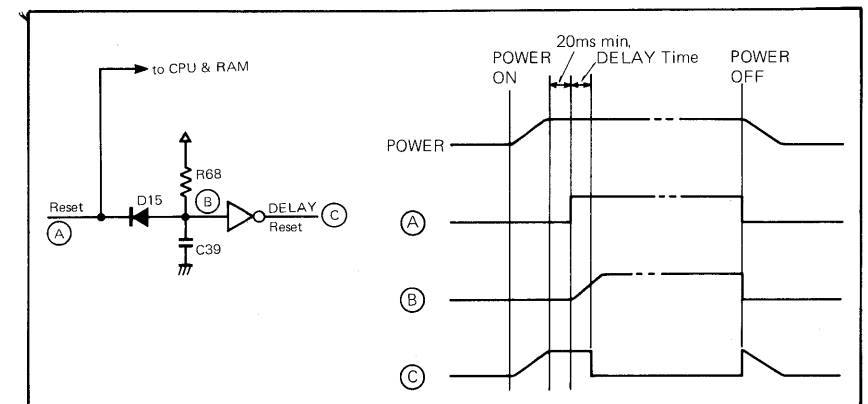 to CPU & RAM
R68
Reset
D15
B
DELAY
C
A
Reset
C39
20ms min.
POWER
ON
DELAY Time
POWER
OFF
POWER
A
B
C